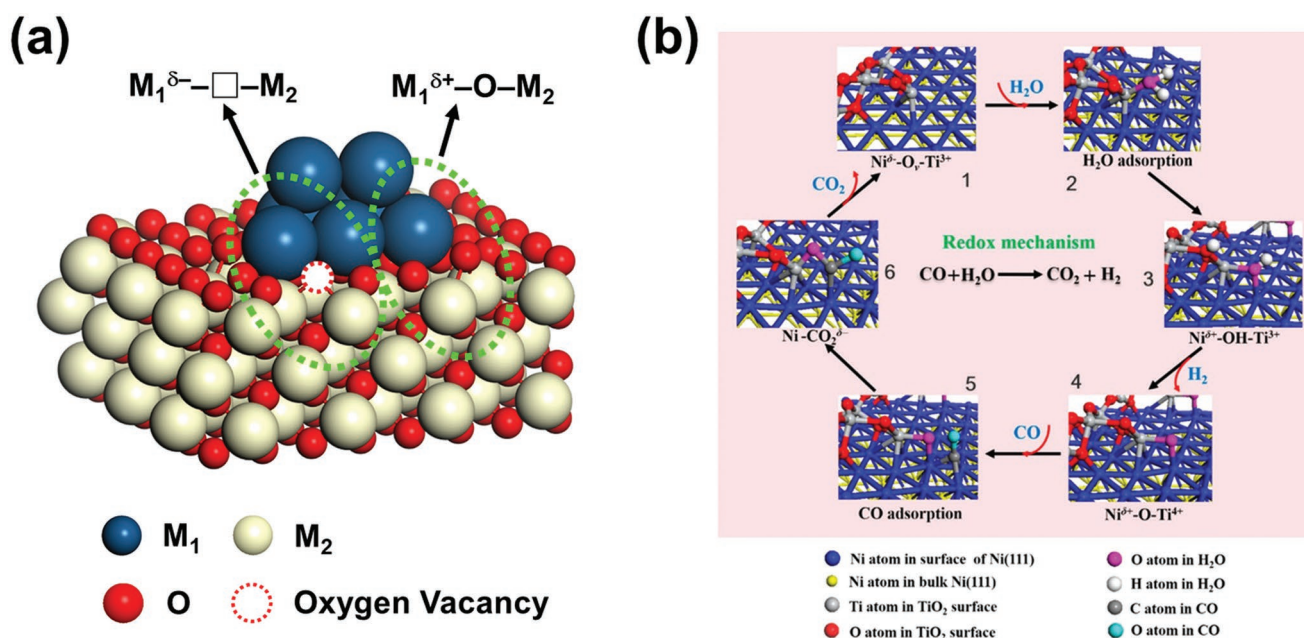 (a)
M₁^δ––□–M₂
M₁^δ+–O–M₂
M₁
M₂
O
Oxygen Vacancy
(b)
H₂O
Ni^δ--Oᵥ-Ti³⁺
H₂O adsorption
CO₂
1
2
Redox mechanism
CO+H₂O → CO₂ + H₂
6
3
Ni-CO₂^δ-
Ni^δ+-OH-Ti³⁺
H₂
5
4
CO
CO adsorption
Ni^δ+-O-Ti⁴⁺
Ni atom in surface of Ni(111)
Ni atom in bulk Ni(111)
Ti atom in TiO₂ surface
O atom in TiO₂ surface
O atom in H₂O
H atom in H₂O
C atom in CO
O atom in CO